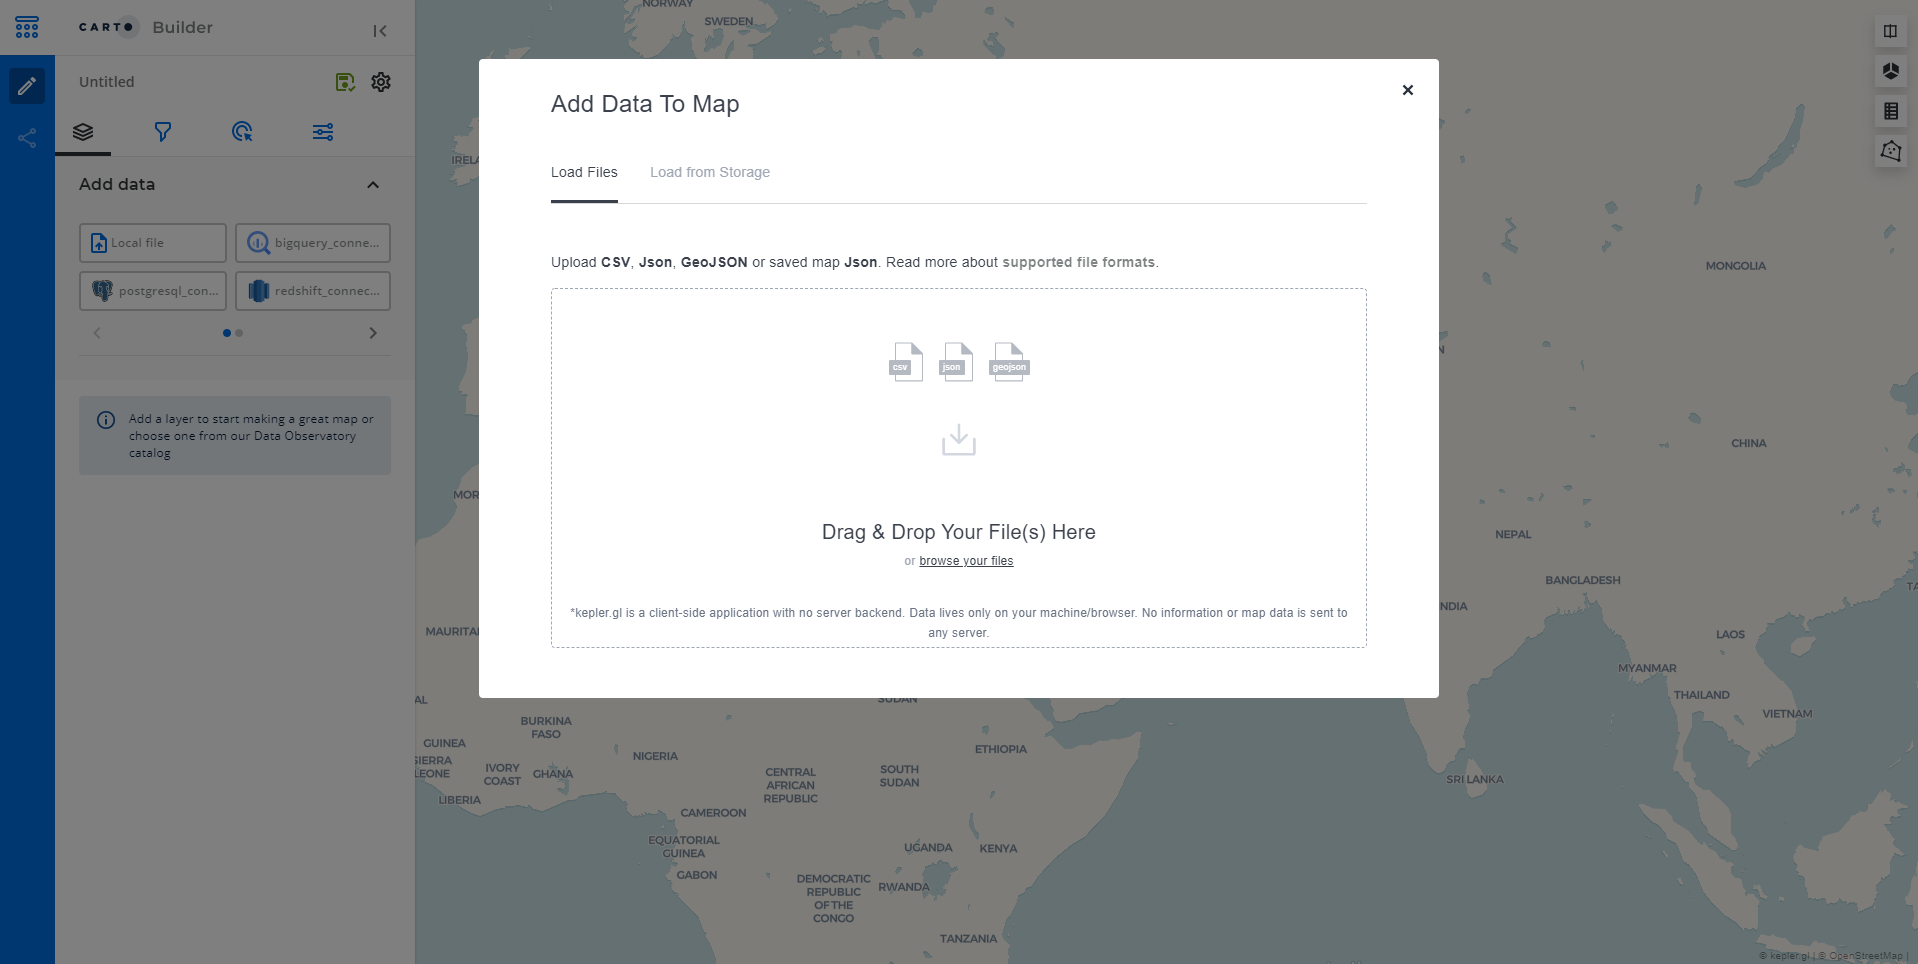 CARTO Builder
Untitled
Add data
Local file
bigquery_conne...
postgresql_con...
redshift_connec...
Add a layer to start making a great map or
choose one from our Data Observatory
catalog
Add Data To Map
Load Files
Load from Storage
Upload CSV, Json, GeoJSON or saved map Json. Read more about supported file formats.
csv
json
geojson
Drag & Drop Your File(s) Here
or browse your files
*kepler.gl is a client-side application with no server backend. Data lives only on your machine/browser. No information or map data is sent to
any server.
NORWAY
SWEDEN
IRELA
MONGOLIA
N
CHINA
MOR
NEPAL
BANGLADESH
TA
NDIA
MAURITA
LAOS
MYANMAR
THAILAND
AL
SUDAN
VIETNAM
BURKINA
FASO
GUINEA
ETHIOPIA
NIGERIA
SIERRA
LEONE
IVORY
COAST
GHANA
CENTRAL
AFRICAN
REPUBLIC
SOUTH
SUDAN
SRI LANKA
LIBERIA
CAMEROON
EQUATORIAL
GUINEA
UGANDA
KENYA
GABON
DEMOCRATIC
REPUBLIC
OF THE
CONGO
RWANDA
TANZANIA
© kepler.gl | © OpenStreetMap |